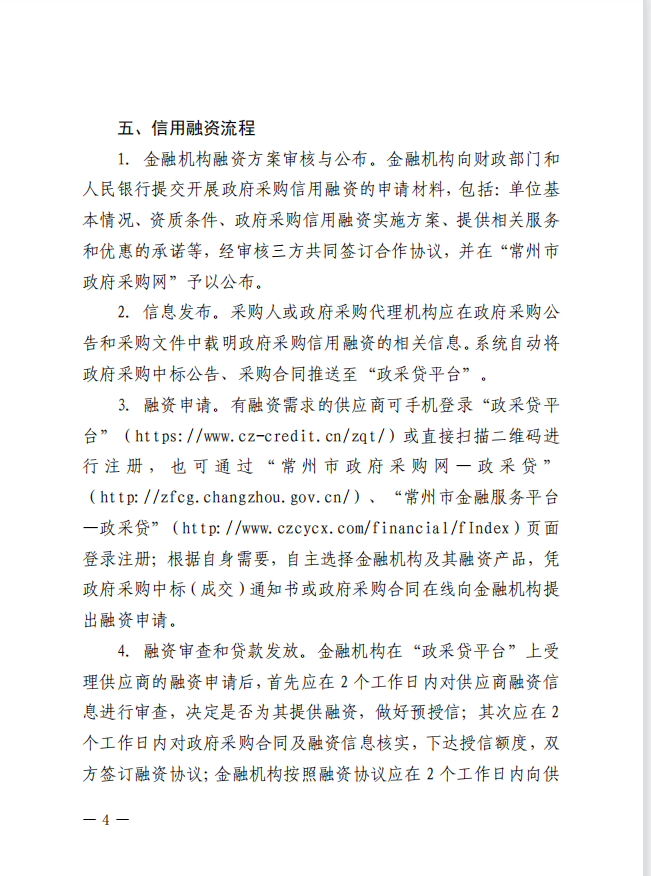 五、信用融资流程
1. 金融机构融资方案审核与公布。金融机构向财政部门和
人民银行提交开展政府采购信用融资的申请材料，包括：单位基
本情况、资质条件、政府采购信用融资实施方案、提供相关服务
和优惠的承诺等，经审核三方共同签订合作协议，并在“常州市
政府采购网”予以公布。
2. 信息发布。采购人或政府采购代理机构应在政府采购公
告和采购文件中载明政府采购信用融资的相关信息。系统自动将
政府采购中标公告、采购合同推送至“政采贷平台”。
3. 融资申请。有融资需求的供应商可手机登录“政采贷平
台”（https://www.cz-credit.cn/zqt/）或直接扫描二维码进
行注册，也可通过“常州市政府采购网—政采贷”
（http://zfcg.changzhou.gov.cn/）、“常州市金融服务平台
—政采贷”（http://www.czcycx.com/financial/fIndex）页面
登录注册；根据自身需要，自主选择金融机构及其融资产品，凭
政府采购中标（成交）通知书或政府采购合同在线向金融机构提
出融资申请。
4. 融资审查和贷款发放。金融机构在“政采贷平台”上受
理供应商的融资申请后，首先应在 2 个工作日内对供应商融资信
息进行审查，决定是否为其提供融资，做好预授信；其次应在 2
个工作日内对政府采购合同及融资信息核实，下达授信额度，双
方签订融资协议；金融机构按照融资协议应在 2 个工作日内向供
— 4 —